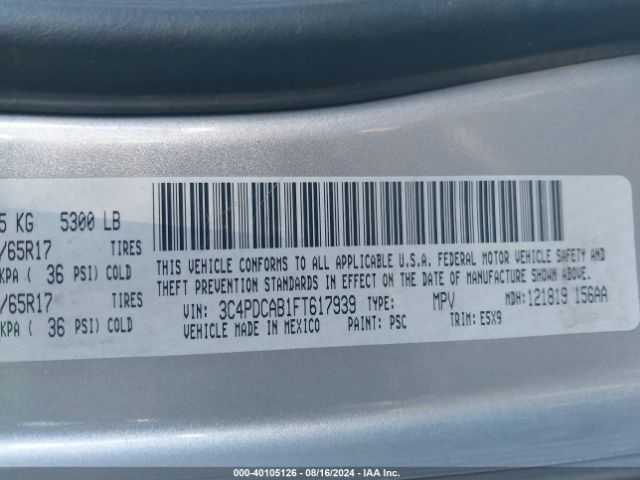 5 KG 5300 LB
/65R17 TIRES
KPA ( 36 PSI) COLD
/65R17 TIRES
KPA ( 36 PSI) COLD
THIS VEHICLE CONFORMS TO ALL APPLICABLE U.S.A. FEDERAL MOTOR VEHICLE SAFETY AND
THEFT PREVENTION STANDARDS IN EFFECT ON THE DATE OF MANUFACTURE SHOWN ABOVE.
VIN: 3C4PDCAB1FT617939 TYPE: MPV MDH: 121819 156AA
VEHICLE MADE IN MEXICO PAINT: PSC TRIM: E5X9
000-40105126 - 08/16/2024 - IAA Inc.